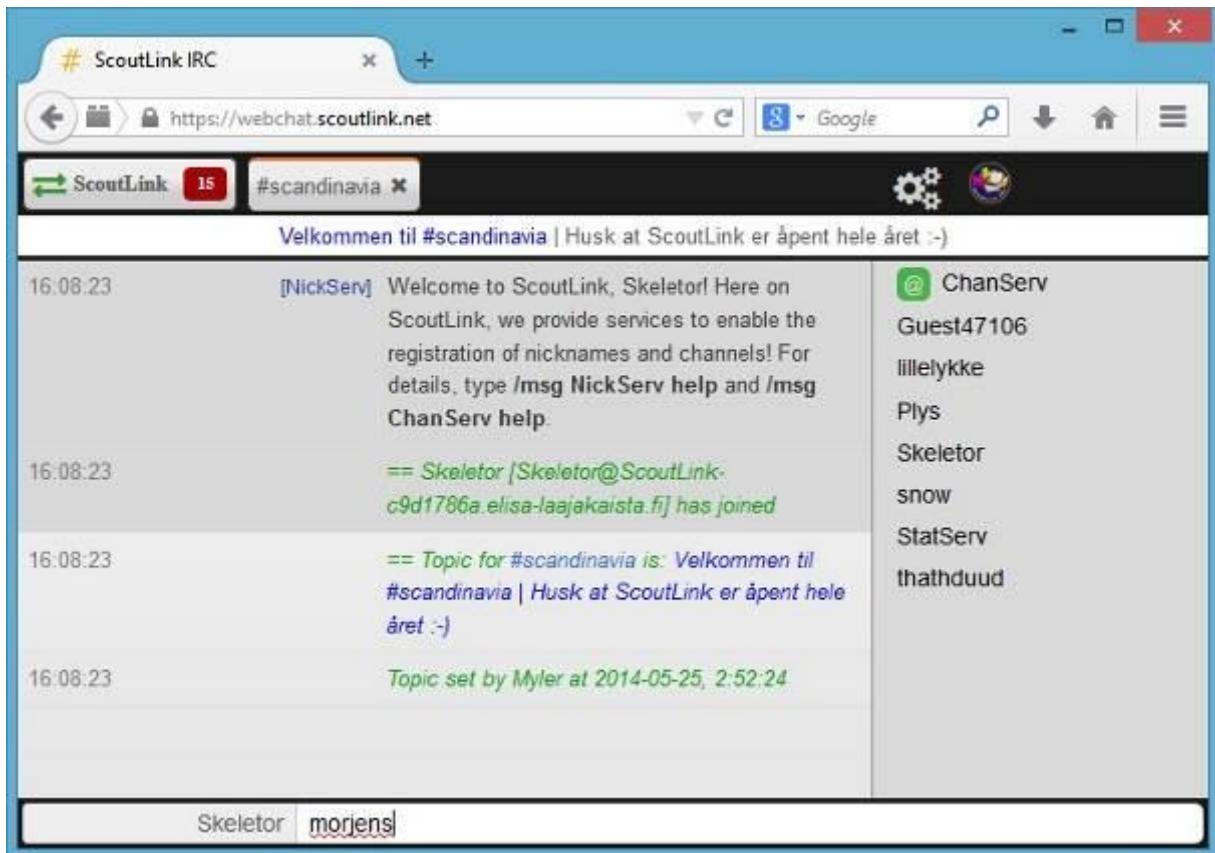 ScoutLink IRC
https://webchat.scoutlink.net
Google
ScoutLink 15 #scandinavia
Velkommen til #scandinavia | Husk at ScoutLink er åpent hele året :-)
16:08:23 [NickServ] Welcome to ScoutLink, Skeletor! Here on
ScoutLink, we provide services to enable the
registration of nicknames and channels! For
details, type /msg NickServ help and /msg
ChanServ help.
16:08:23 == Skeletor [Skeletor@ScoutLink-
c9d1786a.elisa-laajakaista.fi] has joined
16:08:23 == Topic for #scandinavia is: Velkommen til
#scandinavia | Husk at ScoutLink er åpent hele
året :-)
16:08:23 Topic set by Myler at 2014-05-25, 2:52:24
@ ChanServ
Guest47106
lillelykke
Plys
Skeletor
snow
StatServ
thathduud
Skeletor morjens